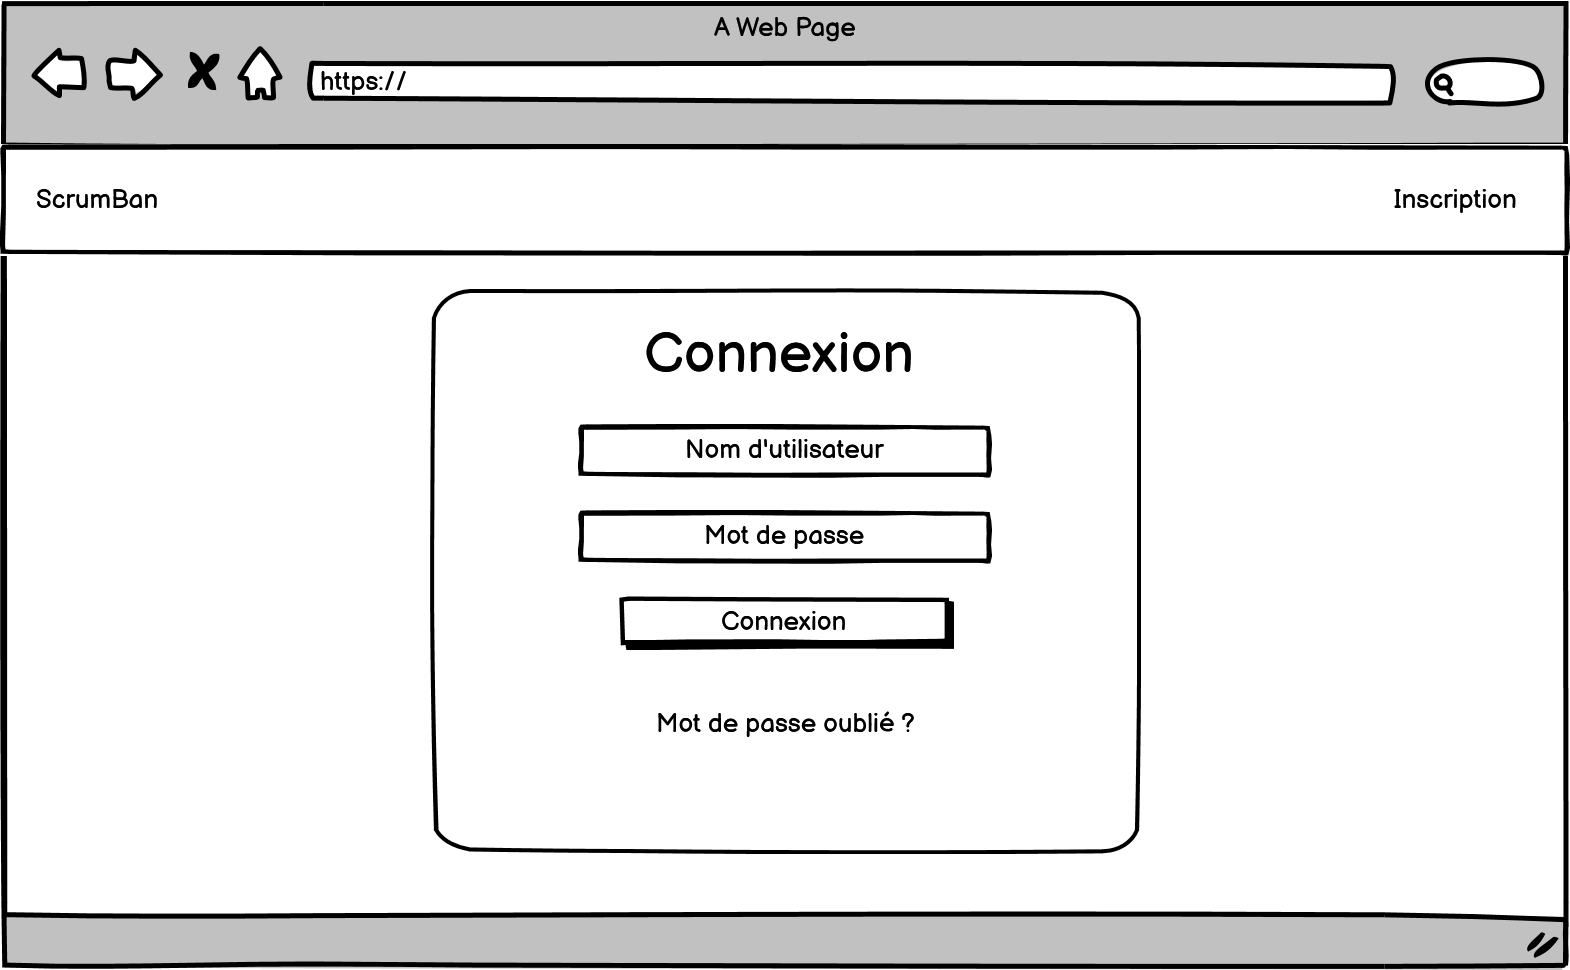 A Web Page
https://
ScrumBan
Inscription
Connexion
Nom d'utilisateur
Mot de passe
Connexion
Mot de passe oublié ?